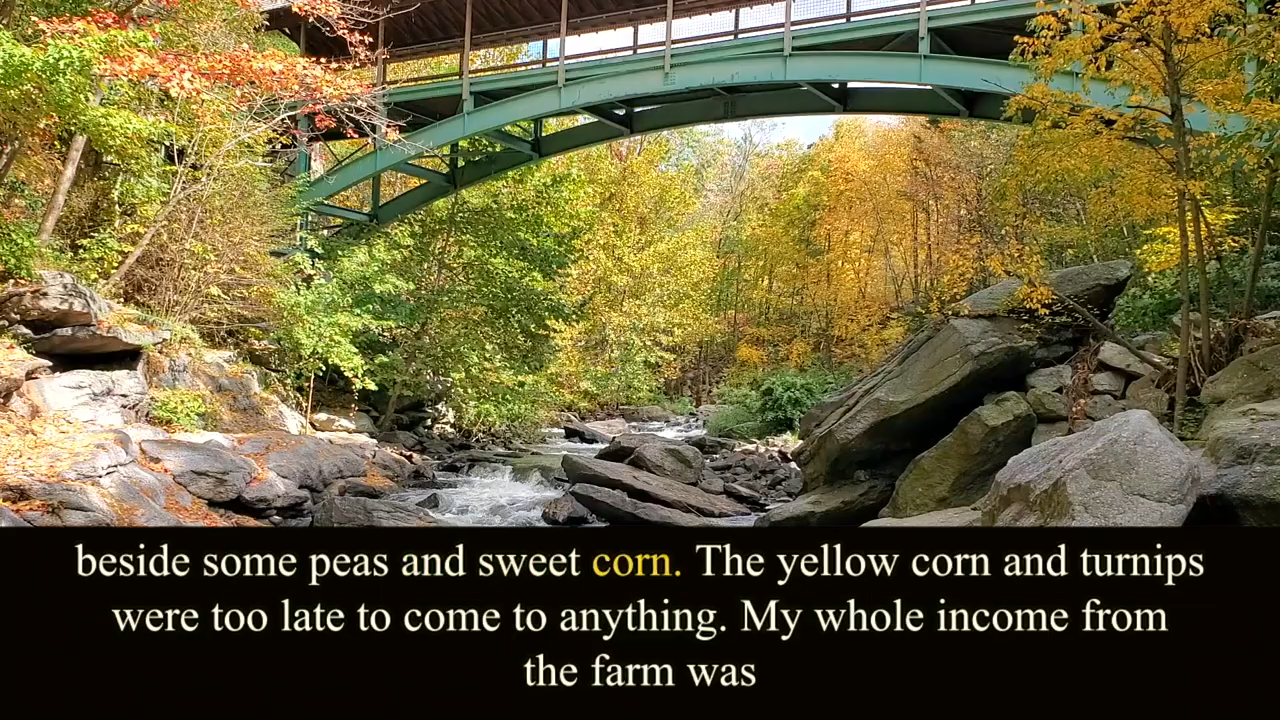 beside some peas and sweet corn. The yellow corn and turnips
were too late to come to anything. My whole income from
the farm was